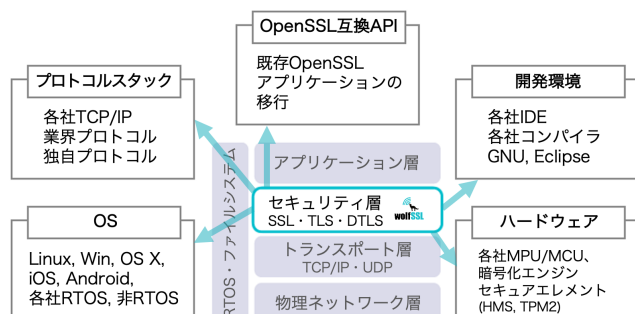 OpenSSL互換API
既存OpenSSL
アプリケーションの
移行
プロトコルスタック
各社TCP/IP
業界プロトコル
独自プロトコル
開発環境
各社IDE
各社コンパイラ
GNU, Eclipse
RTOS・ファイルシステム
アプリケーション層
セキュリティ層
SSL・TLS・DTLS
wolfSSL
トランスポート層
TCP/IP・UDP
物理ネットワーク層
OS
Linux, Win, OS X,
iOS, Android,
各社RTOS, 非RTOS
ハードウェア
各社MPU/MCU、
暗号化エンジン
セキュアエレメント
(HMS, TPM2)